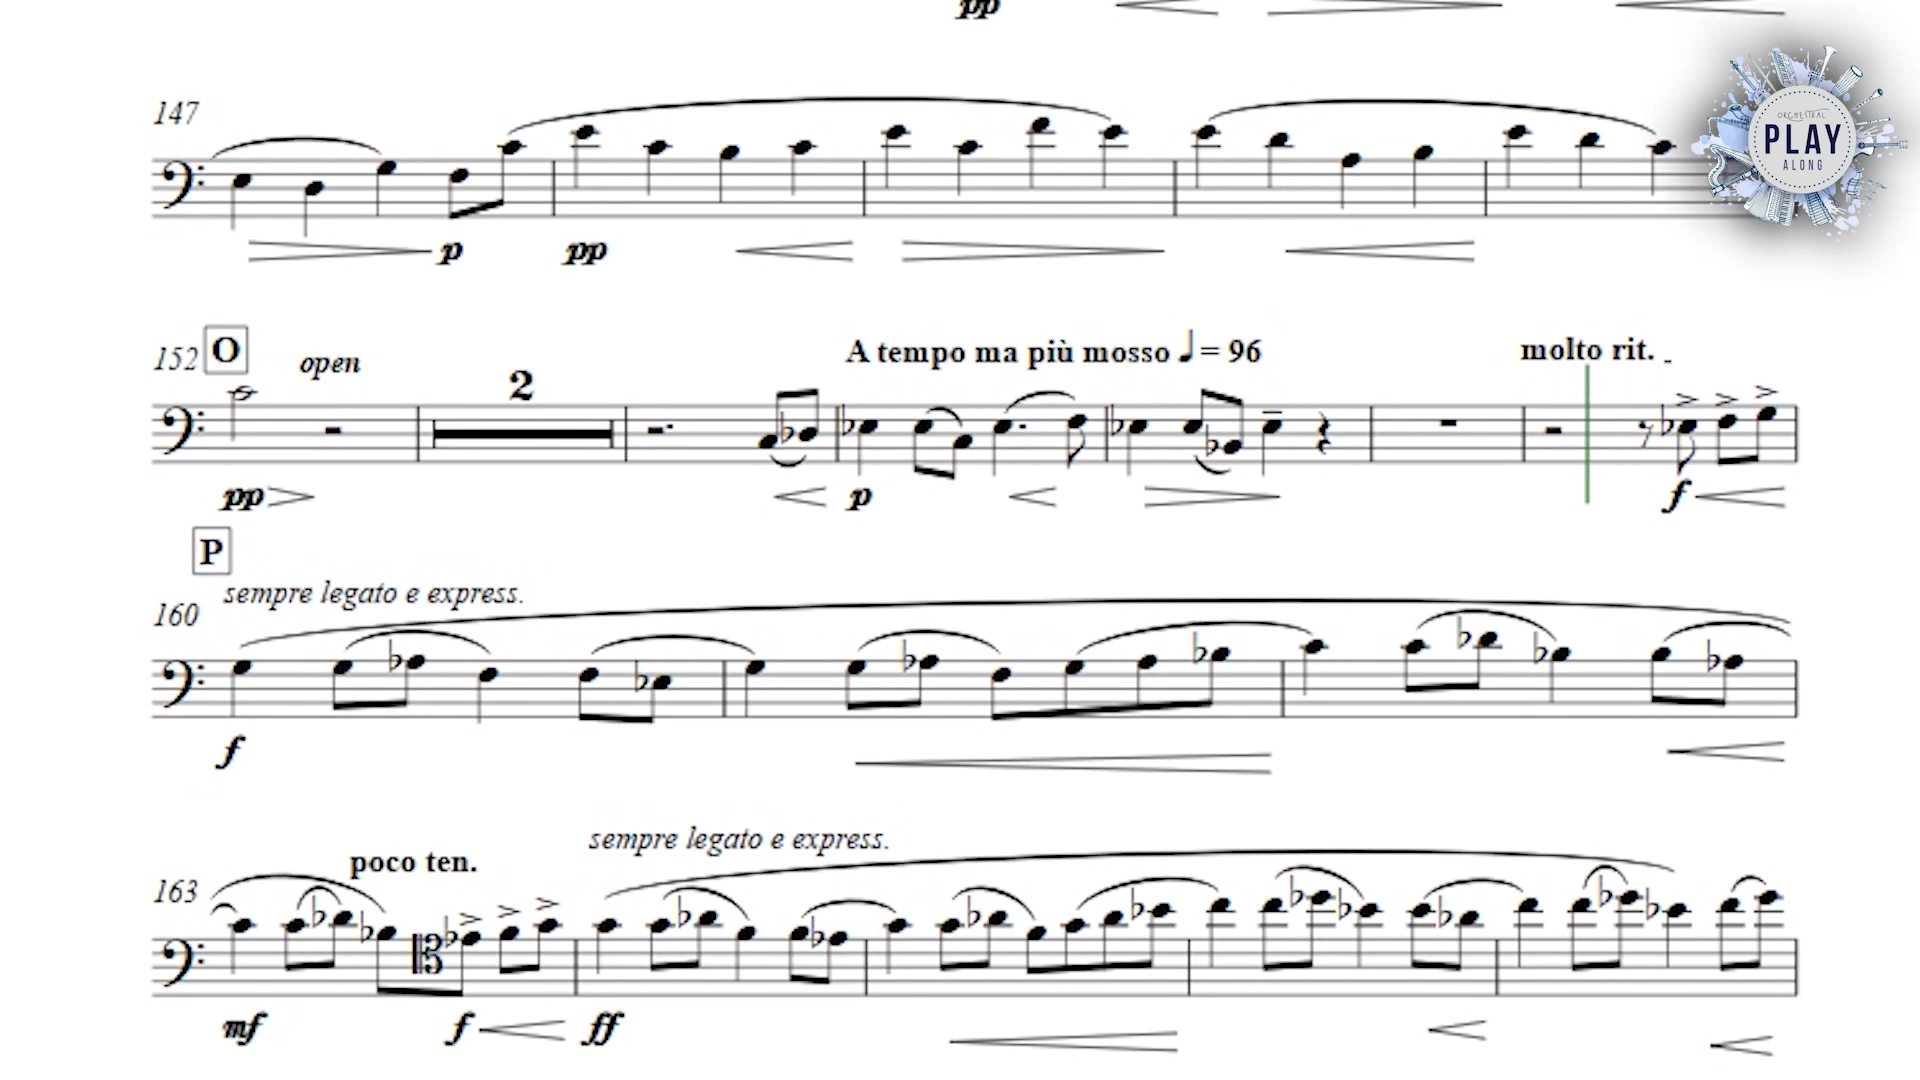 pp
147
ORCHESTRAL
PLAY
ALONG
p pp
152 O open 2 A tempo ma più mosso ♩= 96 molto rit. -
pp p f
P
sempre legato e express.
160
f
sempre legato e express.
poco ten.
163
mf f ff